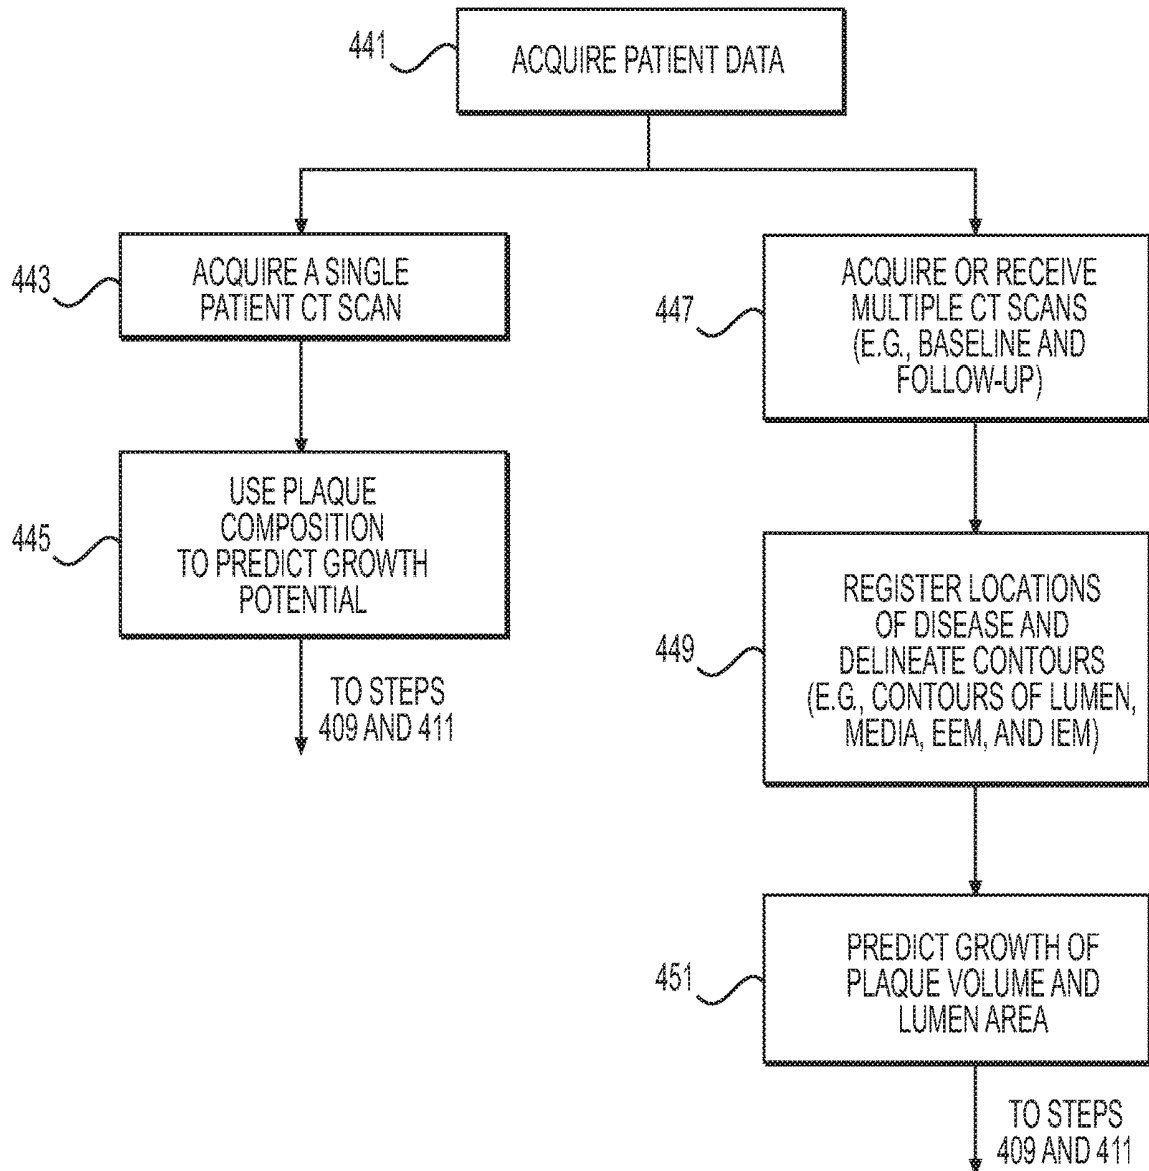 441
ACQUIRE PATIENT DATA
443
ACQUIRE A SINGLE
PATIENT CT SCAN
445
USE PLAQUE
COMPOSITION
TO PREDICT GROWTH
POTENTIAL
TO STEPS
409 AND 411
447
ACQUIRE OR RECEIVE
MULTIPLE CT SCANS
(E.G., BASELINE AND
FOLLOW-UP)
449
REGISTER LOCATIONS
OF DISEASE AND
DELINEATE CONTOURS
(E.G., CONTOURS OF LUMEN,
MEDIA, EEM, AND IEM)
451
PREDICT GROWTH OF
PLAQUE VOLUME AND
LUMEN AREA
TO STEPS
409 AND 411